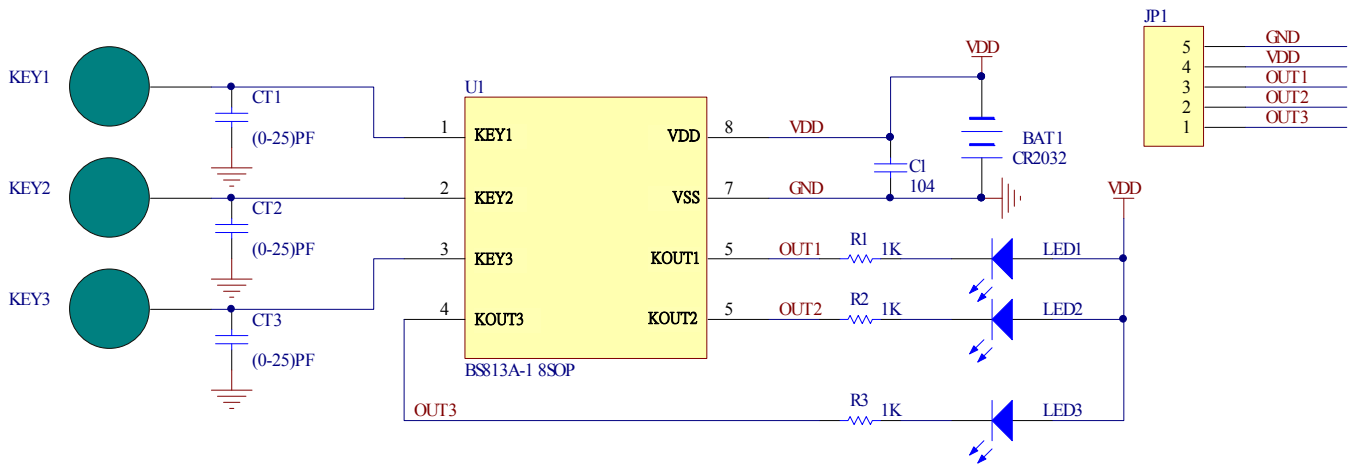 JP1
5 GND
4 VDD
3 OUT1
2 OUT2
1 OUT3
KEY1
CT1
(0-25)PF
KEY2
CT2
(0-25)PF
KEY3
CT3
(0-25)PF
U1
1 KEY1
2 KEY2
3 KEY3
4 KOUT3
VDD 8 VDD
VSS 7 GND
KOUT1 5 OUT1
KOUT2 5 OUT2
BS813A-1 8SOP
VDD
BAT1
CR2032
C1
104
VDD
R1 1K LED1
R2 1K LED2
OUT3 R3 1K LED3